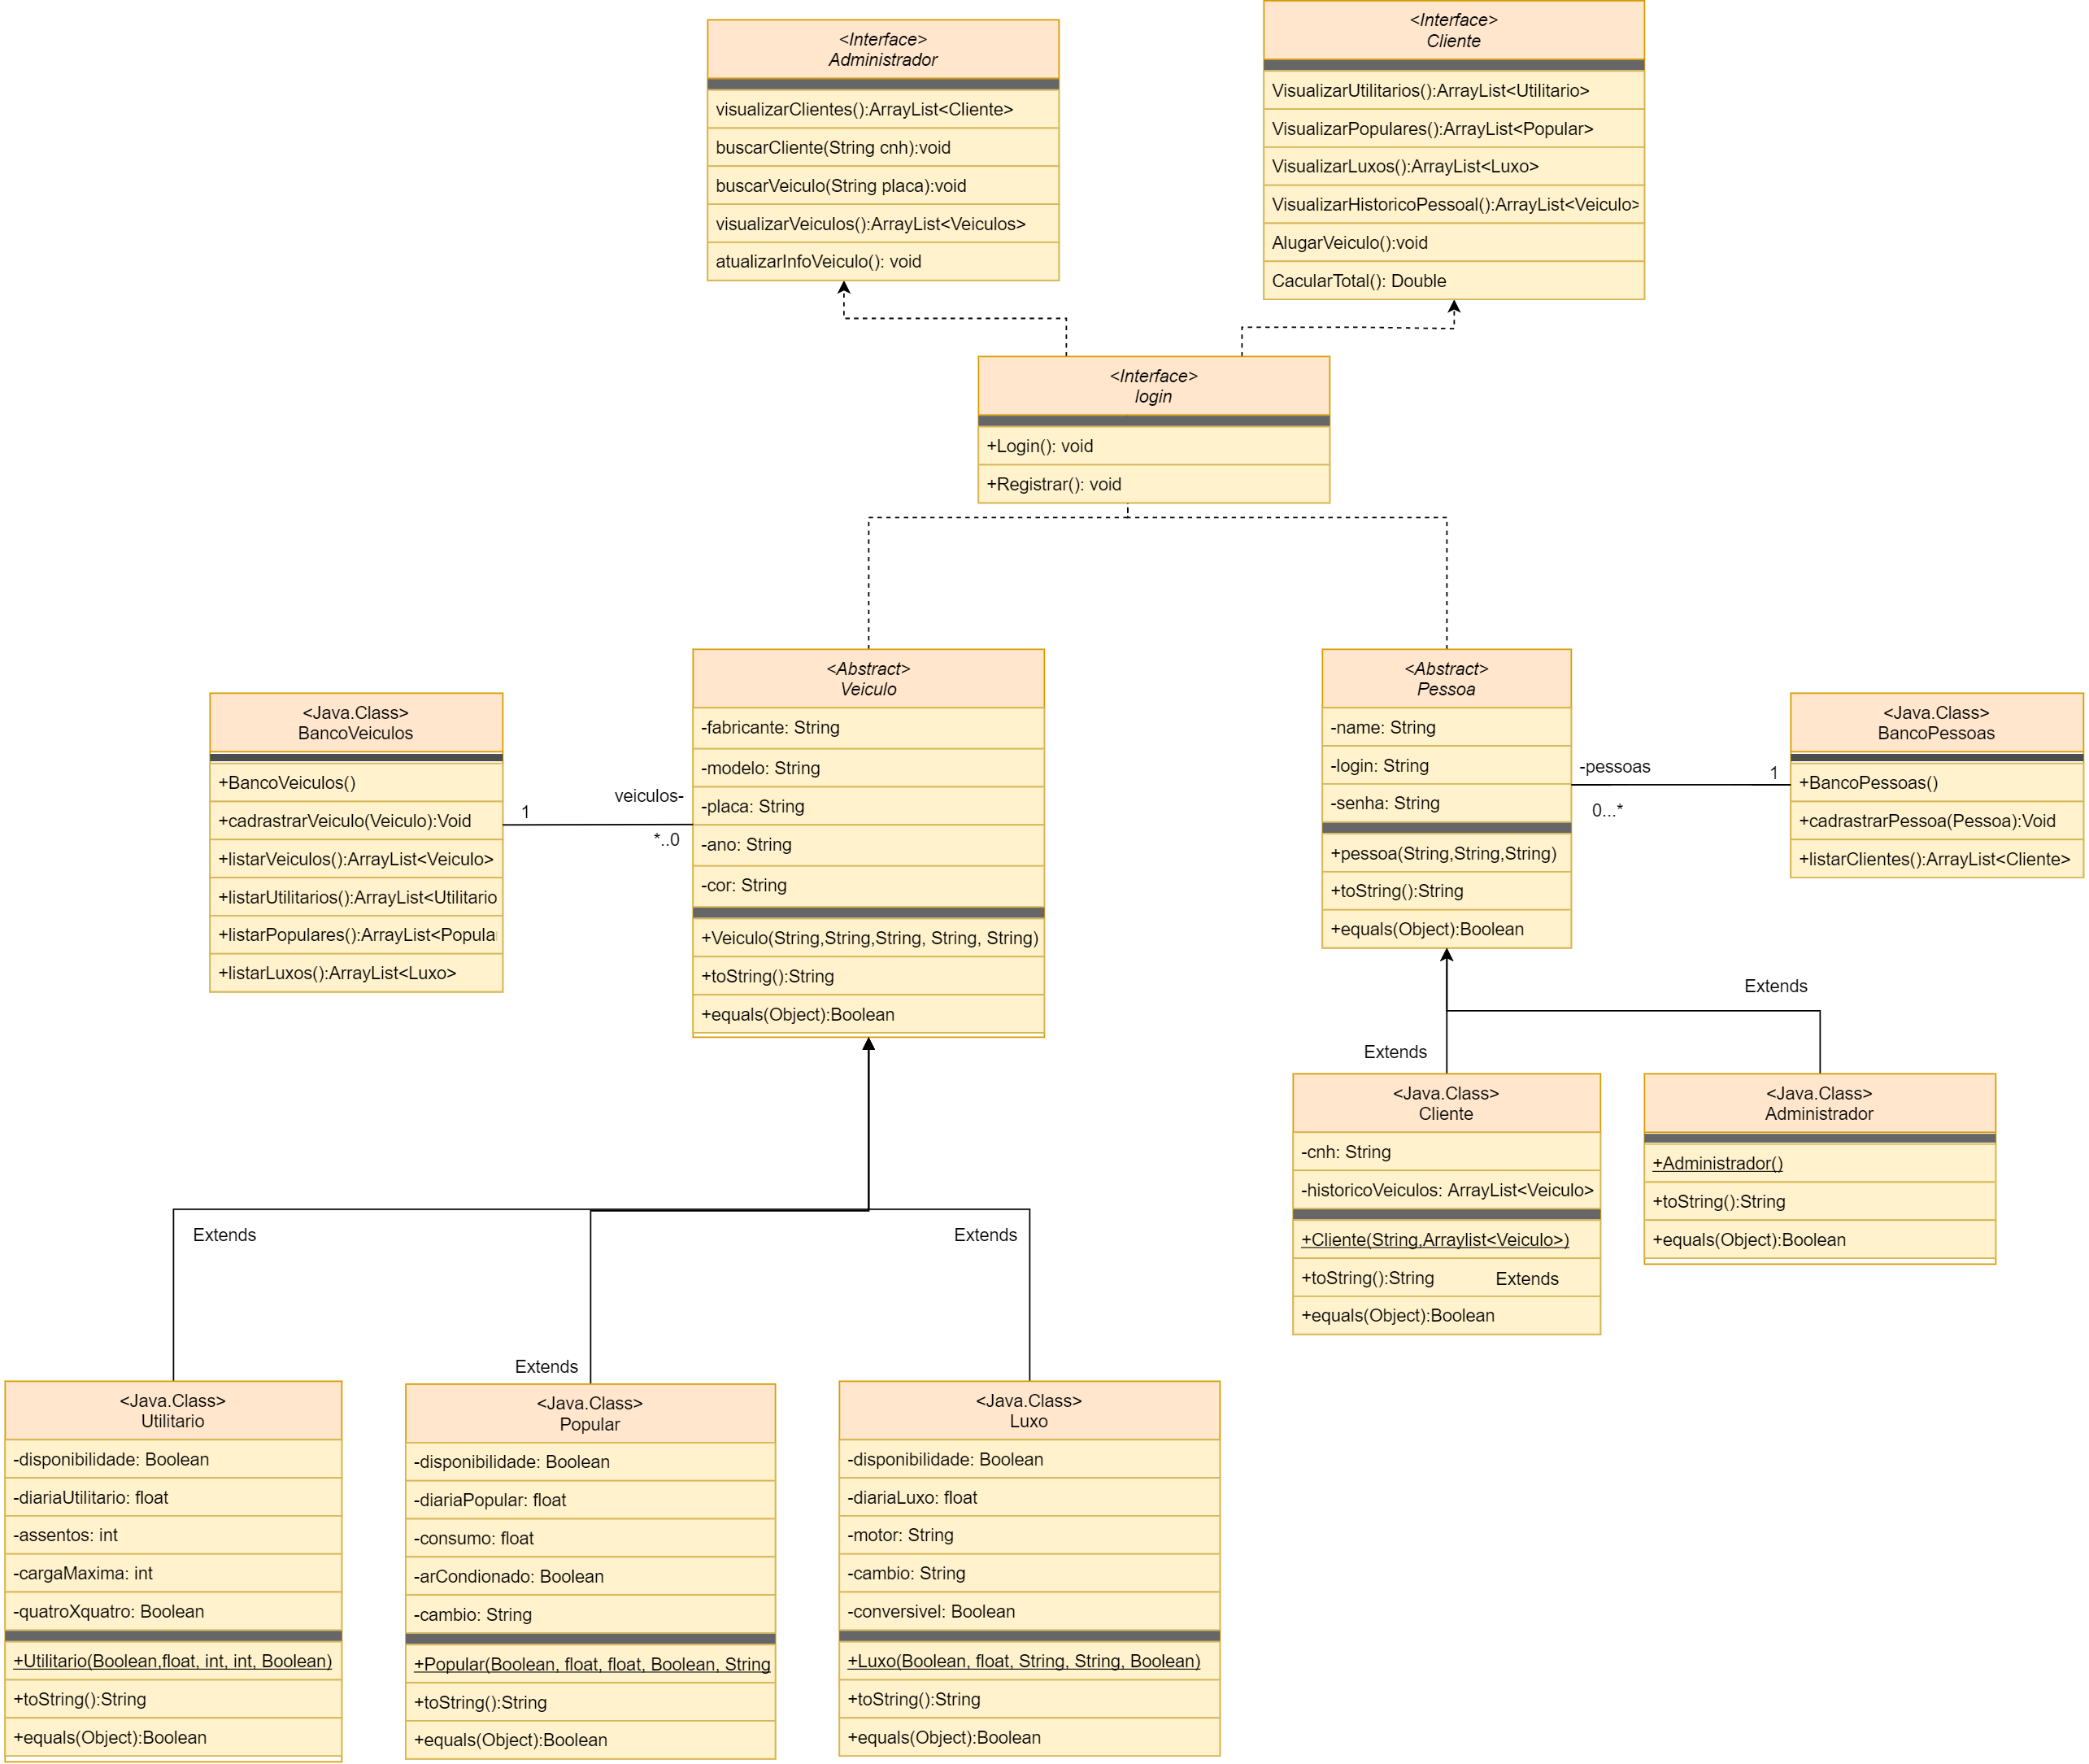 <Interface>
Administrador
visualizarClientes():ArrayList<Cliente>
buscarCliente(String cnh):void
buscarVeiculo(String placa):void
visualizarVeiculos():ArrayList<Veiculos>
atualizarInfoVeiculo(): void
<Interface>
Cliente
VisualizarUtilitarios():ArrayList<Utilitario>
VisualizarPopulares():ArrayList<Popular>
VisualizarLuxos():ArrayList<Luxo>
VisualizarHistoricoPessoal():ArrayList<Veiculo>
AlugarVeiculo():void
CacularTotal(): Double
<Interface>
login
+Login(): void
+Registrar(): void
<Java.Class>
BancoVeiculos
+BancoVeiculos()
+cadrastrarVeiculo(Veiculo):Void
+listarVeiculos():ArrayList<Veiculo>
+listarUtilitarios():ArrayList<Utilitario
+listarPopulares():ArrayList<Popula
+listarLuxos():ArrayList<Luxo>
1
veiculos-
*..0
<Abstract>
Veiculo
-fabricante: String
-modelo: String
-placa: String
-ano: String
-cor: String
+Veiculo(String,String,String, String, String)
+toString():String
+equals(Object):Boolean
<Abstract>
Pessoa
-name: String
-login: String
-senha: String
+pessoa(String,String,String)
+toString():String
+equals(Object):Boolean
-pessoas
0...*
1
<Java.Class>
BancoPessoas
+BancoPessoas()
+cadrastrarPessoa(Pessoa):Void
+listarClientes():ArrayList<Cliente>
Extends
Extends
<Java.Class>
Cliente
-cnh: String
-historicoVeiculos: ArrayList<Veiculo>
+Cliente(String,Arraylist<Veiculo>)
+toString():String
Extends
+equals(Object):Boolean
<Java.Class>
Administrador
+Administrador()
+toString():String
+equals(Object):Boolean
Extends
Extends
Extends
<Java.Class>
Utilitario
-disponibilidade: Boolean
-diariaUtilitario: float
-assentos: int
-cargaMaxima: int
-quatroXquatro: Boolean
+Utilitario(Boolean,float, int, int, Boolean)
+toString():String
+equals(Object):Boolean
<Java.Class>
Popular
-disponibilidade: Boolean
-diariaPopular: float
-consumo: float
-arCondionado: Boolean
-cambio: String
+Popular(Boolean, float, float, Boolean, String
+toString():String
+equals(Object):Boolean
<Java.Class>
Luxo
-disponibilidade: Boolean
-diariaLuxo: float
-motor: String
-cambio: String
-conversivel: Boolean
+Luxo(Boolean, float, String, String, Boolean)
+toString():String
+equals(Object):Boolean